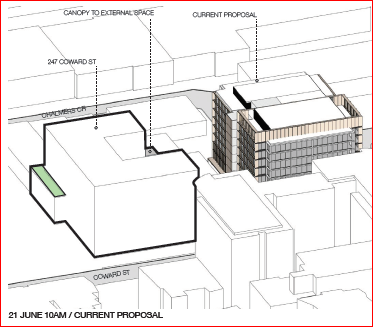 CANOPY TO EXTERNAL SPACE
CURRENT PROPOSAL
247 COWARD ST
CHALMERS CR
COWARD ST
21 JUNE 10AM / CURRENT PROPOSAL